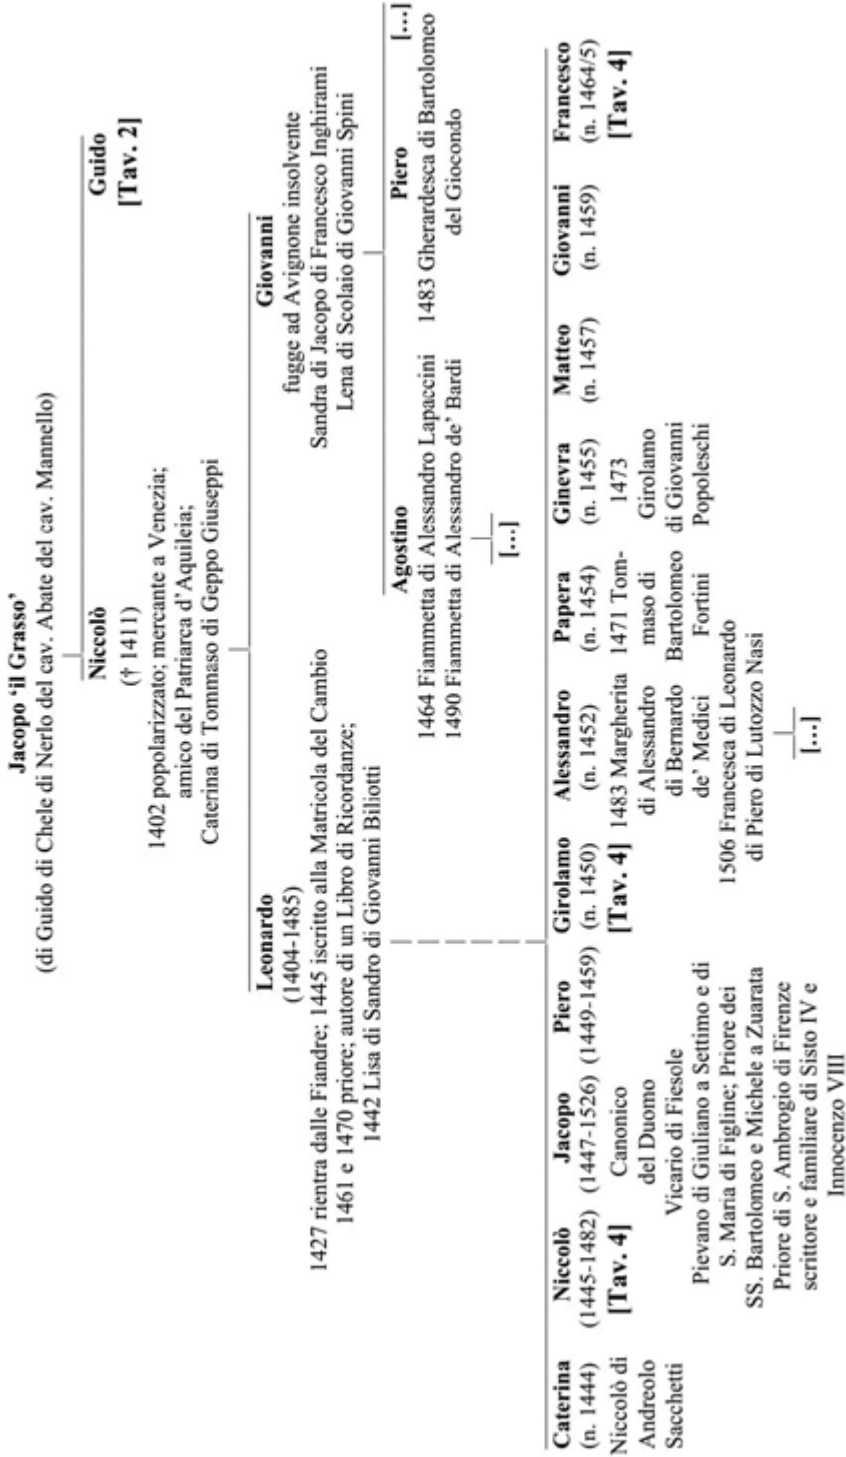 Jacopo ‘il Grasso’
(di Guido di Chele di Nerlo del cav. Abate del cav. Mannello)
Niccolò
(† 1411)
1402 popolarizzato; mercante a Venezia;
amico del Patriarca d’Aquileia;
Caterina di Tommaso di Geppo Giuseppi
Guido
[Tav. 2]
Leonardo
(1404-1485)
1427 rientra dalle Fiandre; 1445 iscritto alla Matricola del Cambio
1461 e 1470 priore; autore di un Libro di Ricordanze;
1442 Lisa di Sandro di Giovanni Biliotti
Giovanni
fugge ad Avignone insolvente
Sandra di Jacopo di Francesco Inghirami
Lena di Scolaio di Giovanni Spini
Agostino
1464 Fiammetta di Alessandro Lapaccini
1490 Fiammetta di Alessandro de’ Bardi
[...]
Piero
1483 Gherardesca di Bartolomeo
del Giocondo
[...]
Caterina
(n. 1444)
Niccolò di
Andreolo
Sacchetti
Niccolò
(1445-1482)
[Tav. 4]
Jacopo
(1447-1526)
Canonico
del Duomo
Vicario di Fiesole
Pievano di Giuliano a Settimo e di
S. Maria di Figline; Priore dei
SS. Bartolomeo e Michele a Zuarata
Priore di S. Ambrogio di Firenze
scrittore e familiare di Sisto IV e
Innocenzo VIII
Piero
(1449-1459)
Girolamo
(n. 1450)
[Tav. 4]
Alessandro
(n. 1452)
1483 Margherita
di Alessandro
di Bernardo
de’ Medici
1506 Francesca di Leonardo
di Piero di Lutozzo Nasi
[...]
Papera
(n. 1454)
1471 Tom-
maso di
Bartolomeo
Fortini
Ginevra
(n. 1455)
1473
Girolamo
di Giovanni
Popoleschi
Matteo
(n. 1457)
Giovanni
(n. 1459)
Francesco
(n. 1464/5)
[Tav. 4]